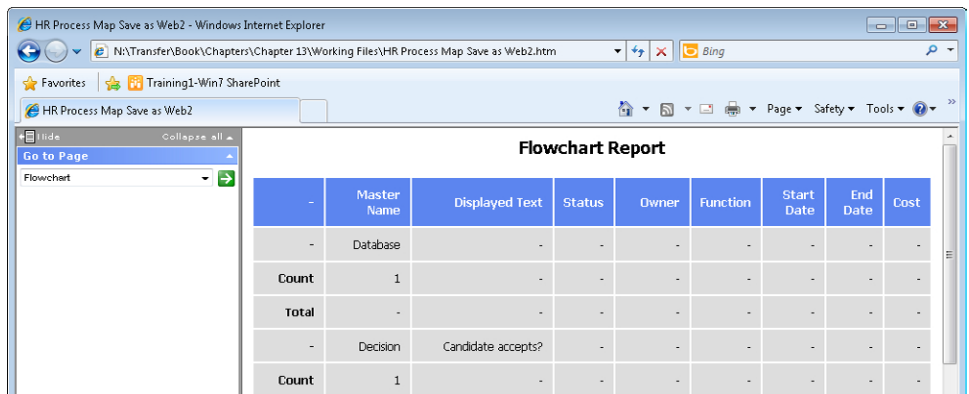 HR Process Map Save as Web2 - Windows Internet Explorer
N:\Transfer\Book\Chapters\Chapter 13\Working Files\HR Process Map Save as Web2.htm
Bing
Favorites Training1-Win7 SharePoint
HR Process Map Save as Web2 Page Safety Tools »
Hide Collapse all
Go to Page
Flowchart
Flowchart Report
- Master Name Displayed Text Status Owner Function Start Date End Date Cost
- Database - - - - - - -
Count 1 - - - - - - -
Total - - - - - - - -
- Decision Candidate accepts? - - - - - -
Count 1 - - - - - - -